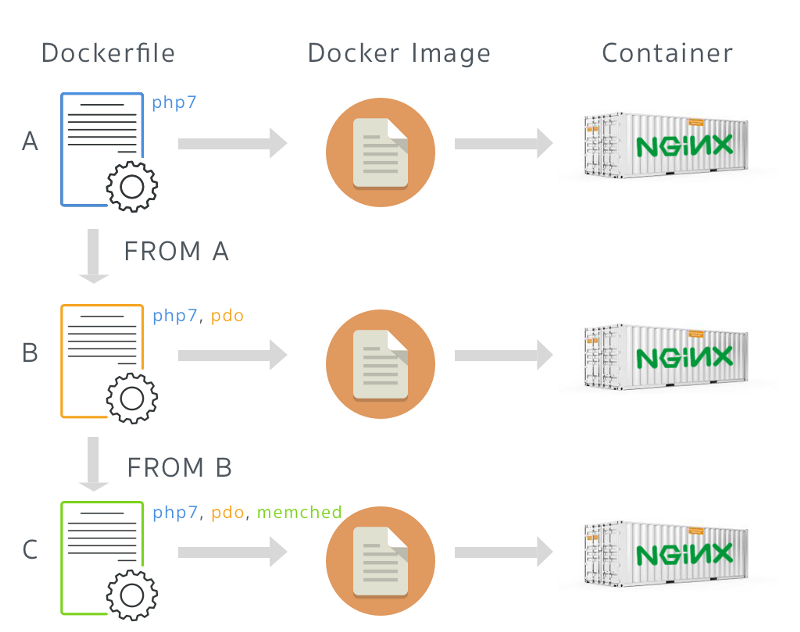 Dockerfile Docker Image Container
php7
A
NGiNX
FROM A
php7, pdo
B
NGiNX
FROM B
php7, pdo, memched
C
NGiNX